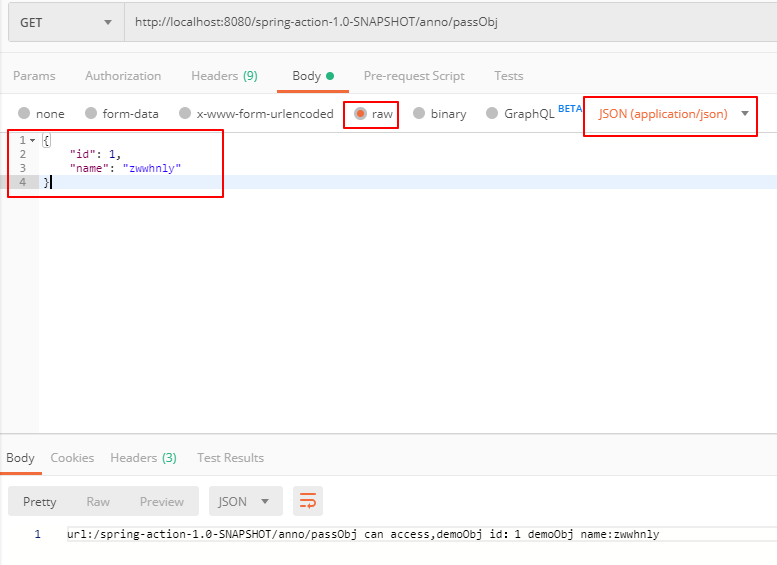 GET http://localhost:8080/spring-action-1.0-SNAPSHOT/anno/passObj
Params Authorization Headers (9) Body Pre-request Script Tests
none form-data x-www-form-urlencoded raw binary GraphQL BETA JSON (application/json)
1 {
2 "id": 1,
3 "name": "zwwhnly"
4 }
Body Cookies Headers (3) Test Results
Pretty Raw Preview JSON
1 url:/spring-action-1.0-SNAPSHOT/anno/passObj can access,demoObj id: 1 demoObj name:zwwhnly